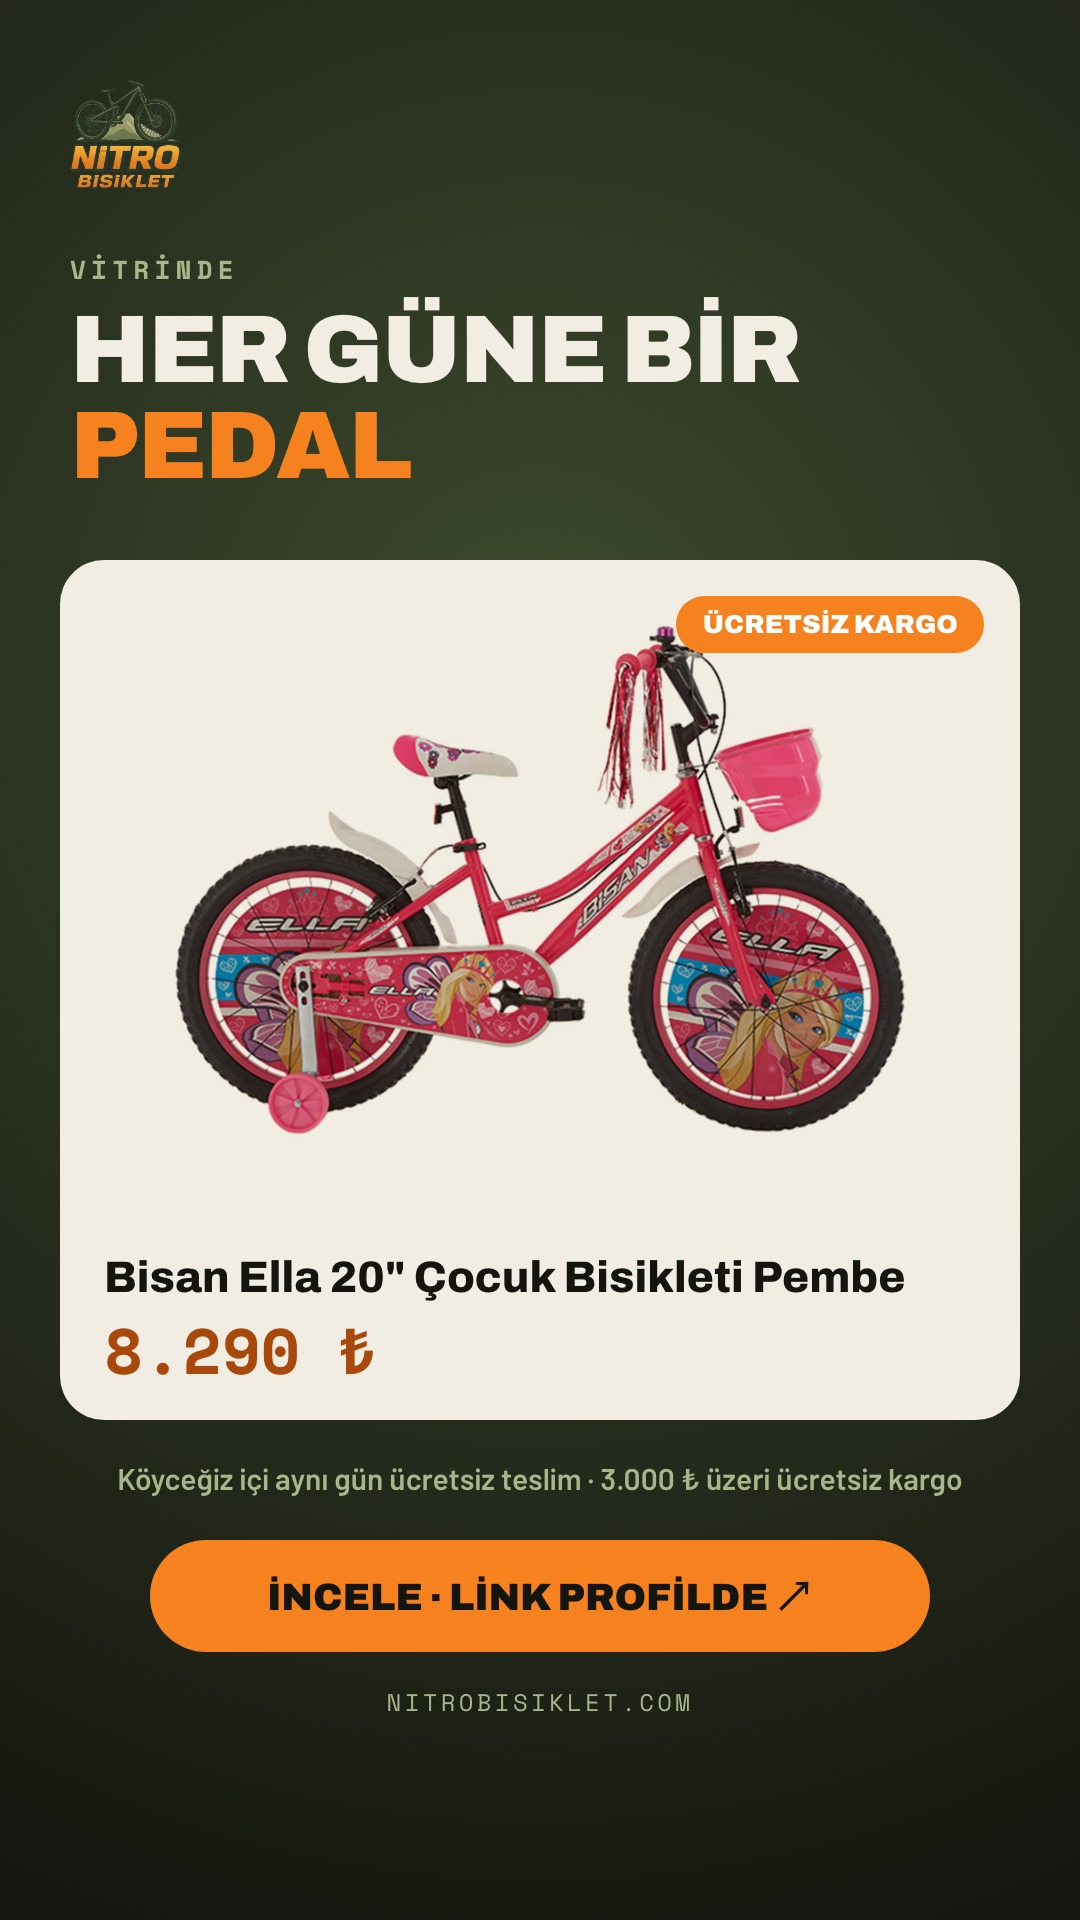 NiTRO
BiSiKLET
VİTRİNDE
HER GÜNE BİR
PEDAL
ÜCRETSİZ KARGO
BISAN
ELLA
ELLA
ELLA
Bisan Ella 20" Çocuk Bisikleti Pembe
8.290 ₺
Köyceğiz içi aynı gün ücretsiz teslim · 3.000 ₺ üzeri ücretsiz kargo
İNCELE · LİNK PROFİLDE ↗
NITROBISIKLET.COM